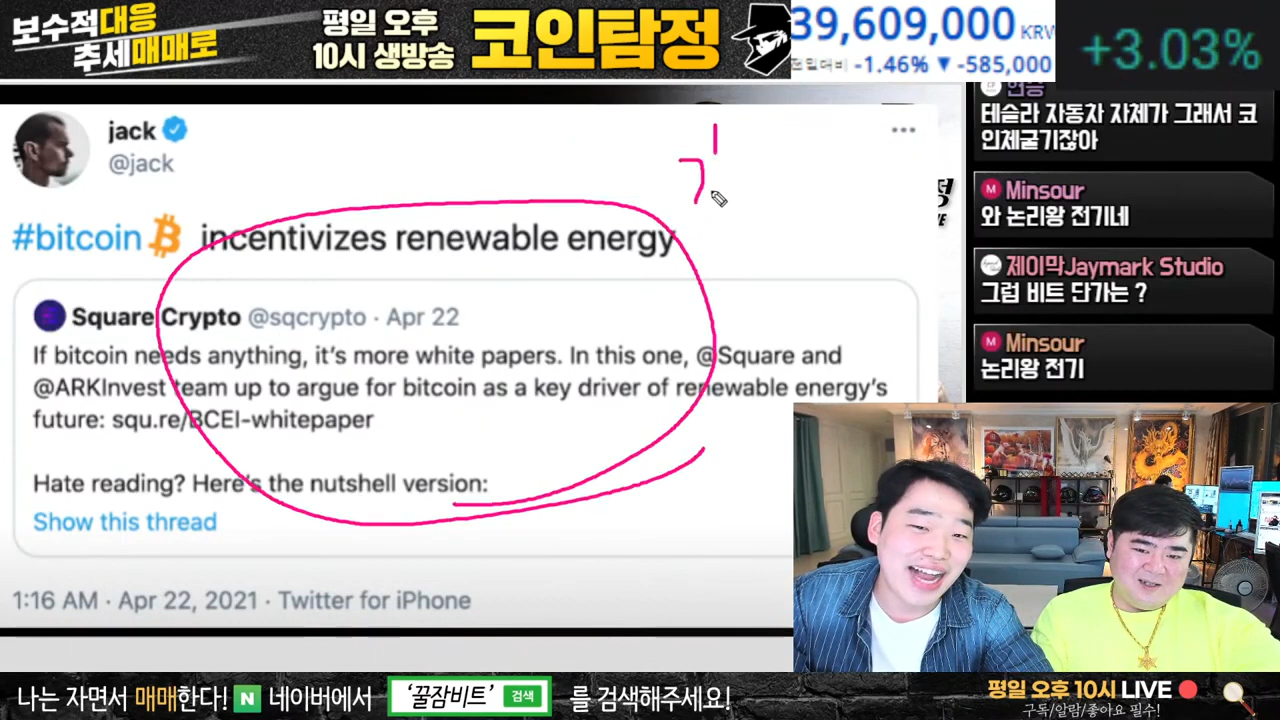 보수적대응
추세매매로
평일 오후
10시 생방송
코인탐정
39,609,000 KRW
전일대비 -1.46% ▼ -585,000
+3.03%
jack
@jack
#bitcoin incentivizes renewable energy
Square Crypto @sqcrypto · Apr 22
If bitcoin needs anything, it's more white papers. In this one, @Square and
@ARKInvest team up to argue for bitcoin as a key driver of renewable energy's
future: squ.re/BCEI-whitepaper
Hate reading? Here's the nutshell version:
Show this thread
1:16 AM · Apr 22, 2021 · Twitter for iPhone
현웅
테슬라 자동차 자체가 그래서 코
인체굴기잖아
Minsour
와 논리왕 전기네
제이막Jaymark Studio
그럼 비트 단가는 ?
Minsour
논리왕 전기
나는 자면서 매매한다! N 네이버에서 '꿀잠비트' 검색 를 검색해주세요!
평일 오후 10시 LIVE
구독/알람/좋아요 필수!